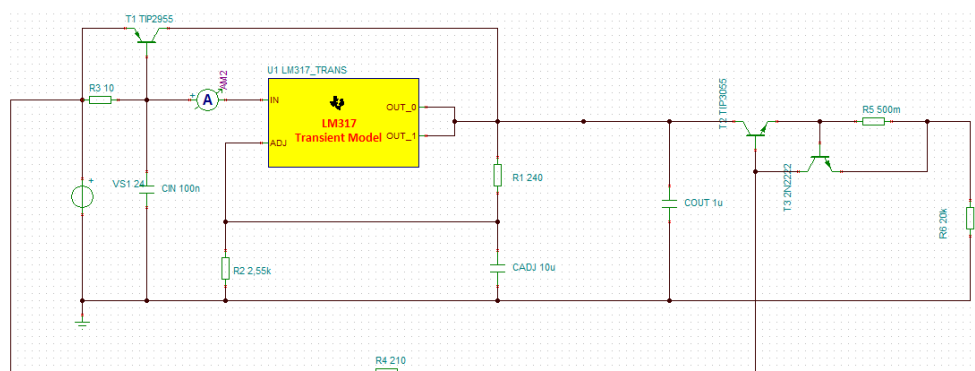 T1 TIP2955
U1 LM317_TRANS
R3 10
+
AM2
A
IN
OUT_0
LM317
Transient Model
OUT_1
ADJ
VS1 24
+
CIN 100n
R1 240
T2 TIP3055
R5 500m
T3 2N2222
COUT 1u
R6 20k
R2 2,55k
CADJ 10u
R4 210